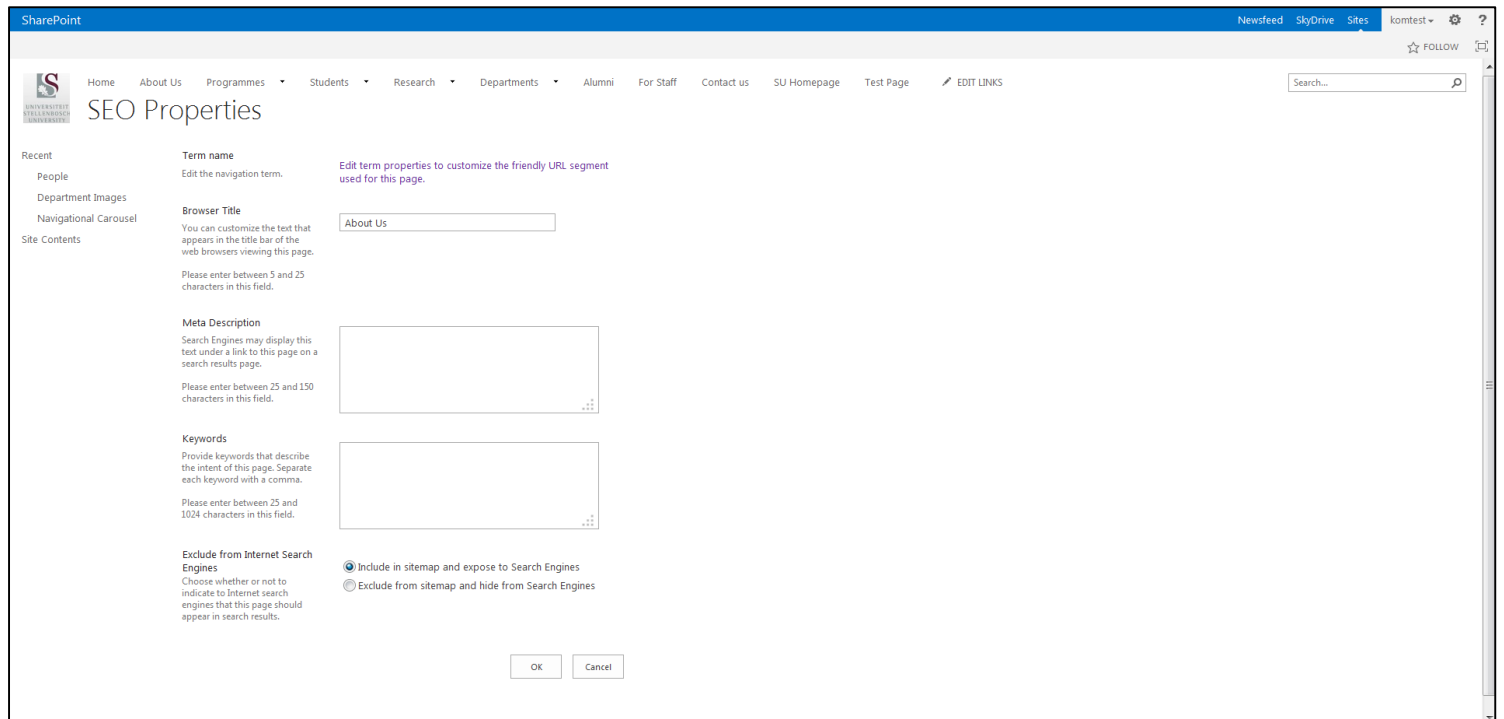 SharePoint
Newsfeed SkyDrive Sites komtest ?
FOLLOW
Home About Us Programmes Students Research Departments Alumni For Staff Contact us SU Homepage Test Page EDIT LINKS
Search...
S
UNIVERSITEIT
STELLENBOSCH
UNIVERSITY
SEO Properties
Recent
People
Department Images
Navigational Carousel
Site Contents
Term name
Edit the navigation term.
Edit term properties to customize the friendly URL segment
used for this page.
Browser Title
You can customize the text that
appears in the title bar of the
web browsers viewing this page.
Please enter between 5 and 25
characters in this field.
About Us
Meta Description
Search Engines may display this
text under a link to this page on a
search results page.
Please enter between 25 and 150
characters in this field.
Keywords
Provide keywords that describe
the intent of this page. Separate
each keyword with a comma.
Please enter between 25 and
1024 characters in this field.
Exclude from Internet Search
Engines
Choose whether or not to
indicate to Internet search
engines that this page should
appear in search results.
Include in sitemap and expose to Search Engines
Exclude from sitemap and hide from Search Engines
OK Cancel